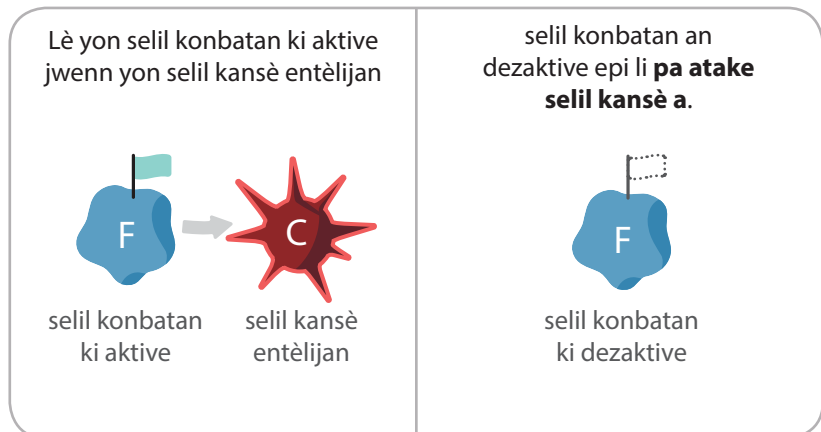 Lè yon selil konbatan ki aktive
jwenn yon selil kansè entèlijan
F
C
selil konbatan
ki aktive
selil kansè
entèlijan
selil konbatan an
dezaktive epi li pa atake
selil kansè a.
F
selil konbatan
ki dezaktive